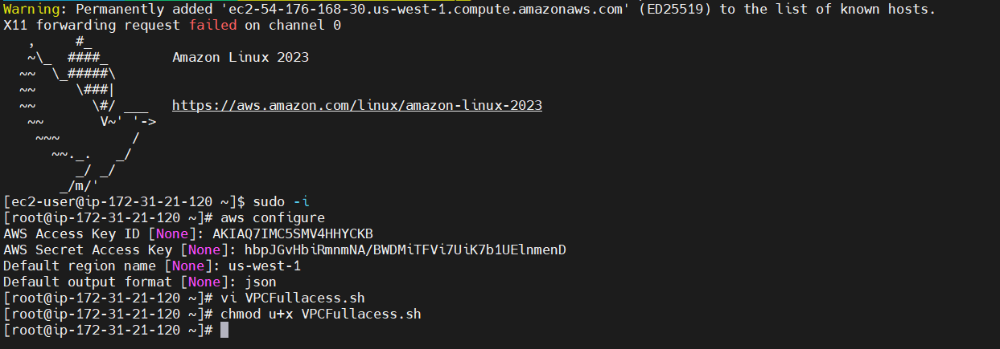 Warning: Permanently added 'ec2-54-176-168-30.us-west-1.compute.amazonaws.com' (ED25519) to the list of known hosts.
X11 forwarding request failed on channel 0
   ,     #_
   ~\_  ####_        Amazon Linux 2023
  ~~  \_#####\
  ~~     \###|
  ~~       \#/ ___   https://aws.amazon.com/linux/amazon-linux-2023
   ~~       V~' '->
    ~~~         /
      ~~._.   _/
         _/ _/
       _/m/'
[ec2-user@ip-172-31-21-120 ~]$ sudo -i
[root@ip-172-31-21-120 ~]# aws configure
AWS Access Key ID [None]: AKIAQ7IMC5SMV4HHYCKB
AWS Secret Access Key [None]: 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
Default region name [None]: us-west-1
Default output format [None]: json
[root@ip-172-31-21-120 ~]# vi VPCFullacess.sh
[root@ip-172-31-21-120 ~]# chmod u+x VPCFullacess.sh
[root@ip-172-31-21-120 ~]#